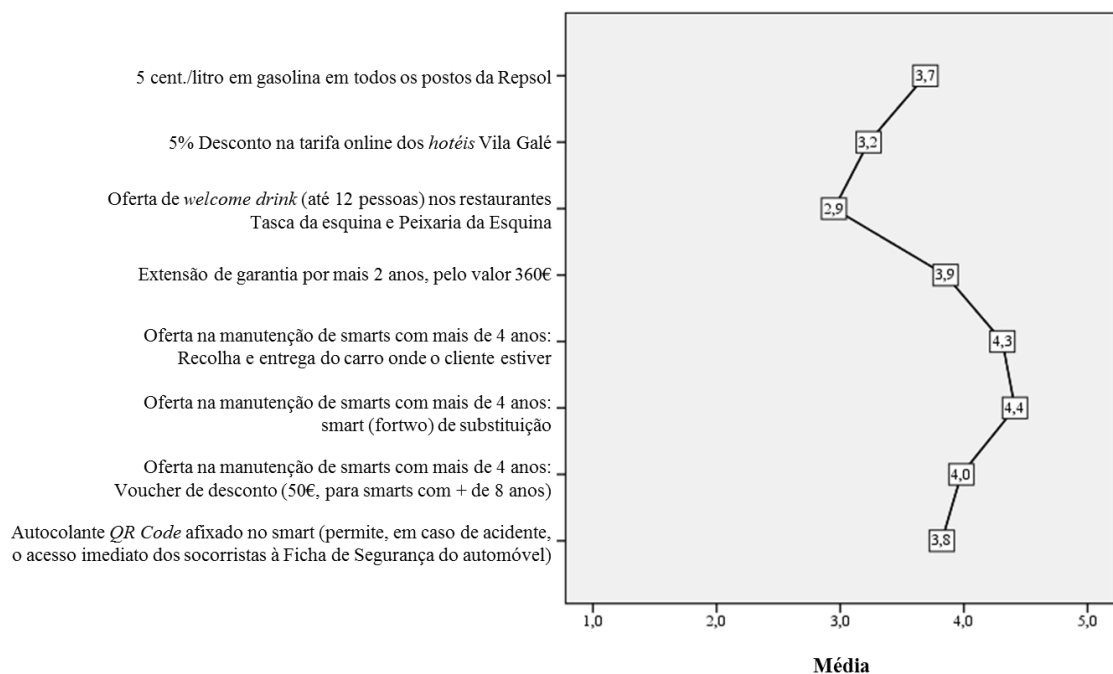 5 cent./litro em gasolina em todos os postos da Repsol
3,7
5% Desconto na tarifa online dos hotéis Vila Galé
3,2
Oferta de welcome drink (até 12 pessoas) nos restaurantes
Tasca da esquina e Peixaria da Esquina
2,9
Extensão de garantia por mais 2 anos, pelo valor 360€
3,9
Oferta na manutenção de smarts com mais de 4 anos:
Recolha e entrega do carro onde o cliente estiver
4,3
Oferta na manutenção de smarts com mais de 4 anos:
smart (fortwo) de substituição
4,4
Oferta na manutenção de smarts com mais de 4 anos:
Voucher de desconto (50€, para smarts com + de 8 anos)
4,0
Autocolante QR Code afixado no smart (permite, em caso de acidente,
o acesso imediato dos socorristas à Ficha de Segurança do automóvel)
3,8
1,0 2,0 3,0 4,0 5,0
Média